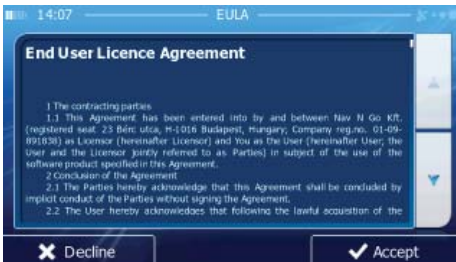 14:07 EULA
End User Licence Agreement
1 The contracting parties
1.1 This Agreement has been entered into by and between Nav N Go Kft.
(registered seat 23 Bérc utca, H-1016 Budapest, Hungary; Company reg.no. 01-09-
891838) as Licensor (hereinafter Licensor) and You as the User (hereinafter User; the
User and the Licensor jointly referred to as Parties) in subject of the use of the
software product specified in this Agreement.
2 Conclusion of the Agreement
2.1 The Parties hereby acknowledge that this Agreement shall be concluded by
implicit conduct of the Parties without signing the Agreement.
2.2 The User hereby acknowledges that following the lawful acquisition of the
Decline Accept